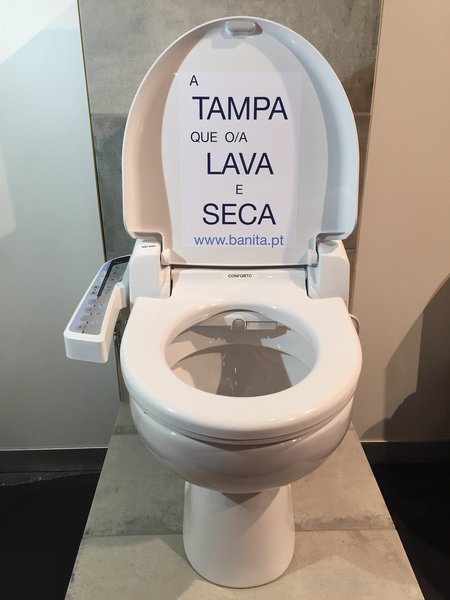 A
TAMPA
QUE O/A
LAVA
E
SECA
www.banita.pt
CONFORTO